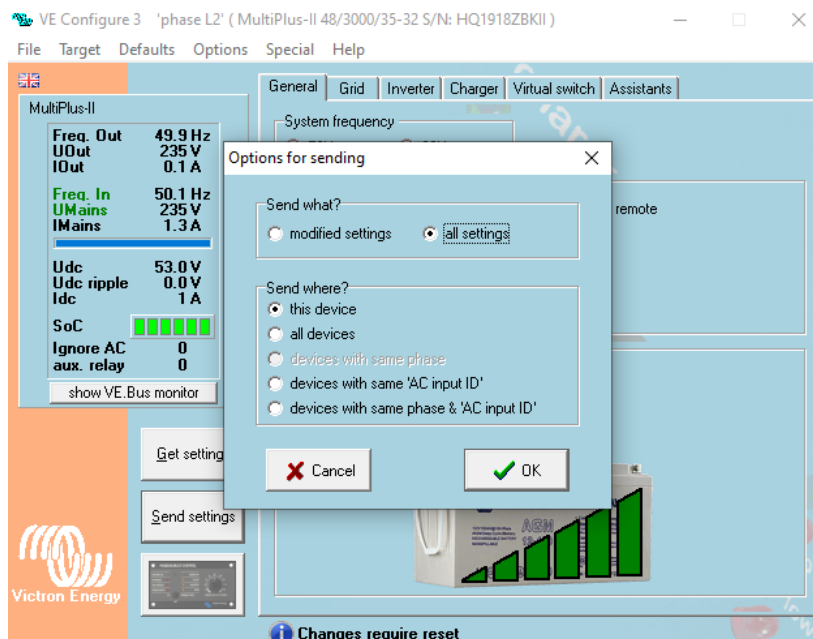 VE Configure 3 'phase L2' ( MultiPlus-II 48/3000/35-32 S/N: HQ1918ZBKII )
File Target Defaults Options Special Help
General Grid Inverter Charger Virtual switch Assistants
MultiPlus-II
System frequency
Freq. Out 49.9 Hz
UOut 235 V
IOut 0.1 A
Freq. In 50.1 Hz
UMains 235 V
IMains 1.3 A
Udc 53.0 V
Udc ripple 0.0 V
Idc 1 A
SoC
Ignore AC 0
aux. relay 0
show VE.Bus monitor
Options for sending
Send what?
modified settings all settings
remote
Send where?
this device
all devices
devices with same phase
devices with same 'AC input ID'
devices with same phase & 'AC input ID'
Cancel OK
Get setting
Send settings
AGM
Victron Energy
Changes require reset